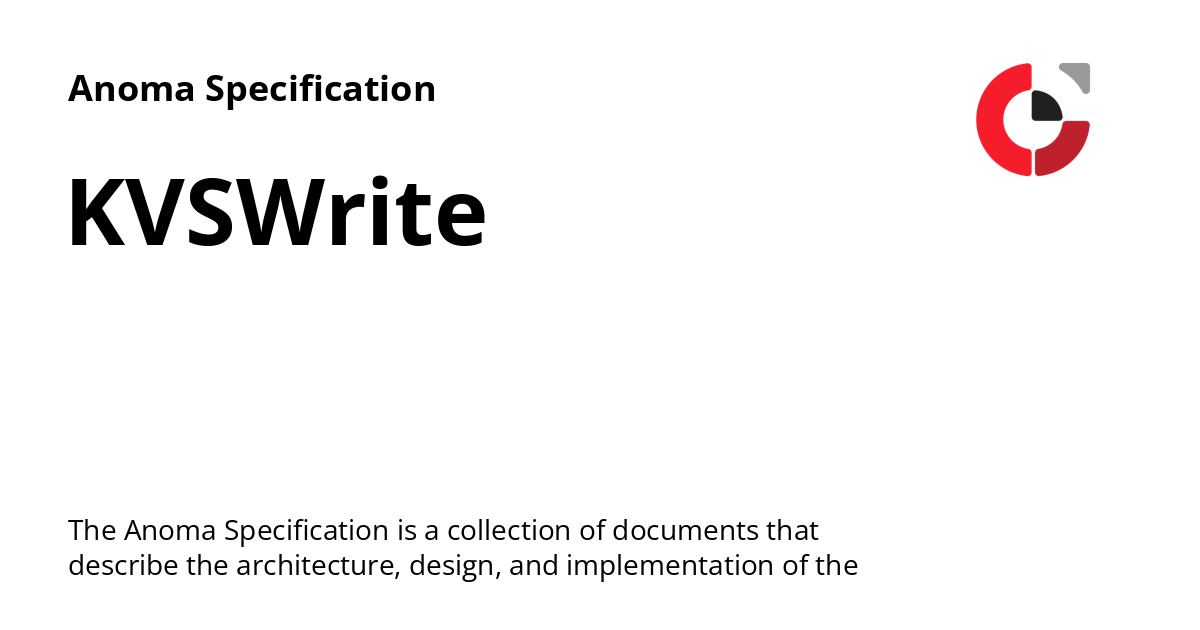 Anoma Specification
KVSWrite
The Anoma Specification is a collection of documents that
describe the architecture, design, and implementation of the